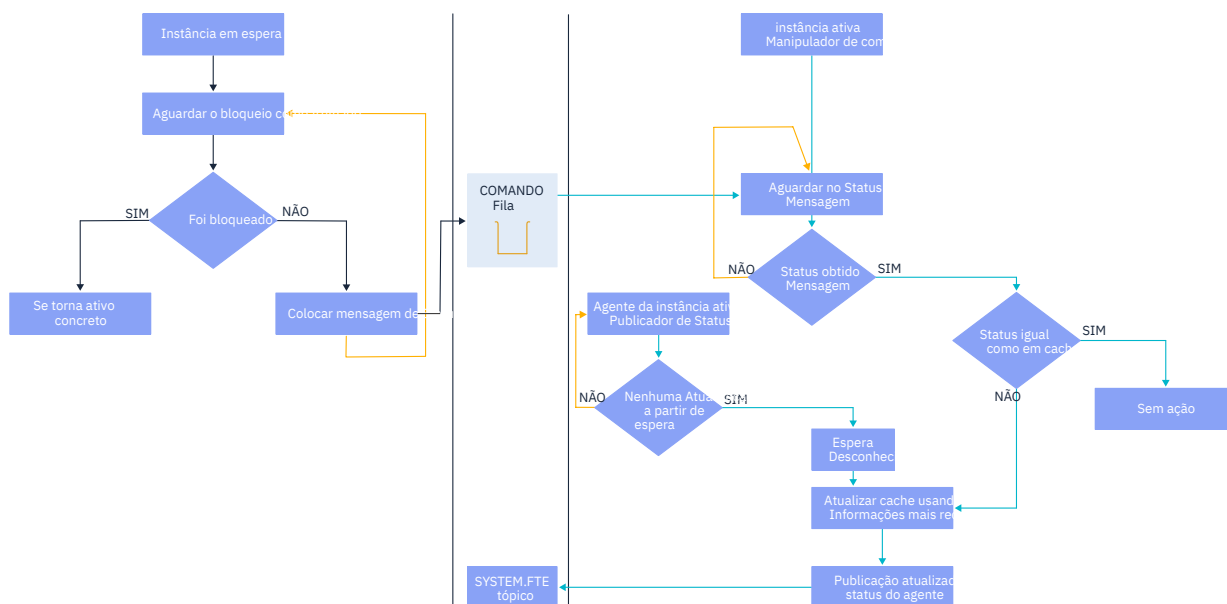 Instância em espera
Aguardar o bloqueio
Foi bloqueado
SIM
NÃO
Se torna ativo
concreto
Colocar mensagem de
COMANDO
Fila
SYSTEM.FTE
tópico
instância ativa
Manipulador de com
Aguardar no Status
Mensagem
Status obtido
Mensagem
NÃO
SIM
Agente da instância ativ
Publicador de Status
Nenhuma Atua
a partir de
espera
NÃO
SIM
Status igual
como em cach
SIM
NÃO
Sem ação
Espera
Desconhec
Atualizar cache usand
Informações mais re
Publicação atualizad
status do agente